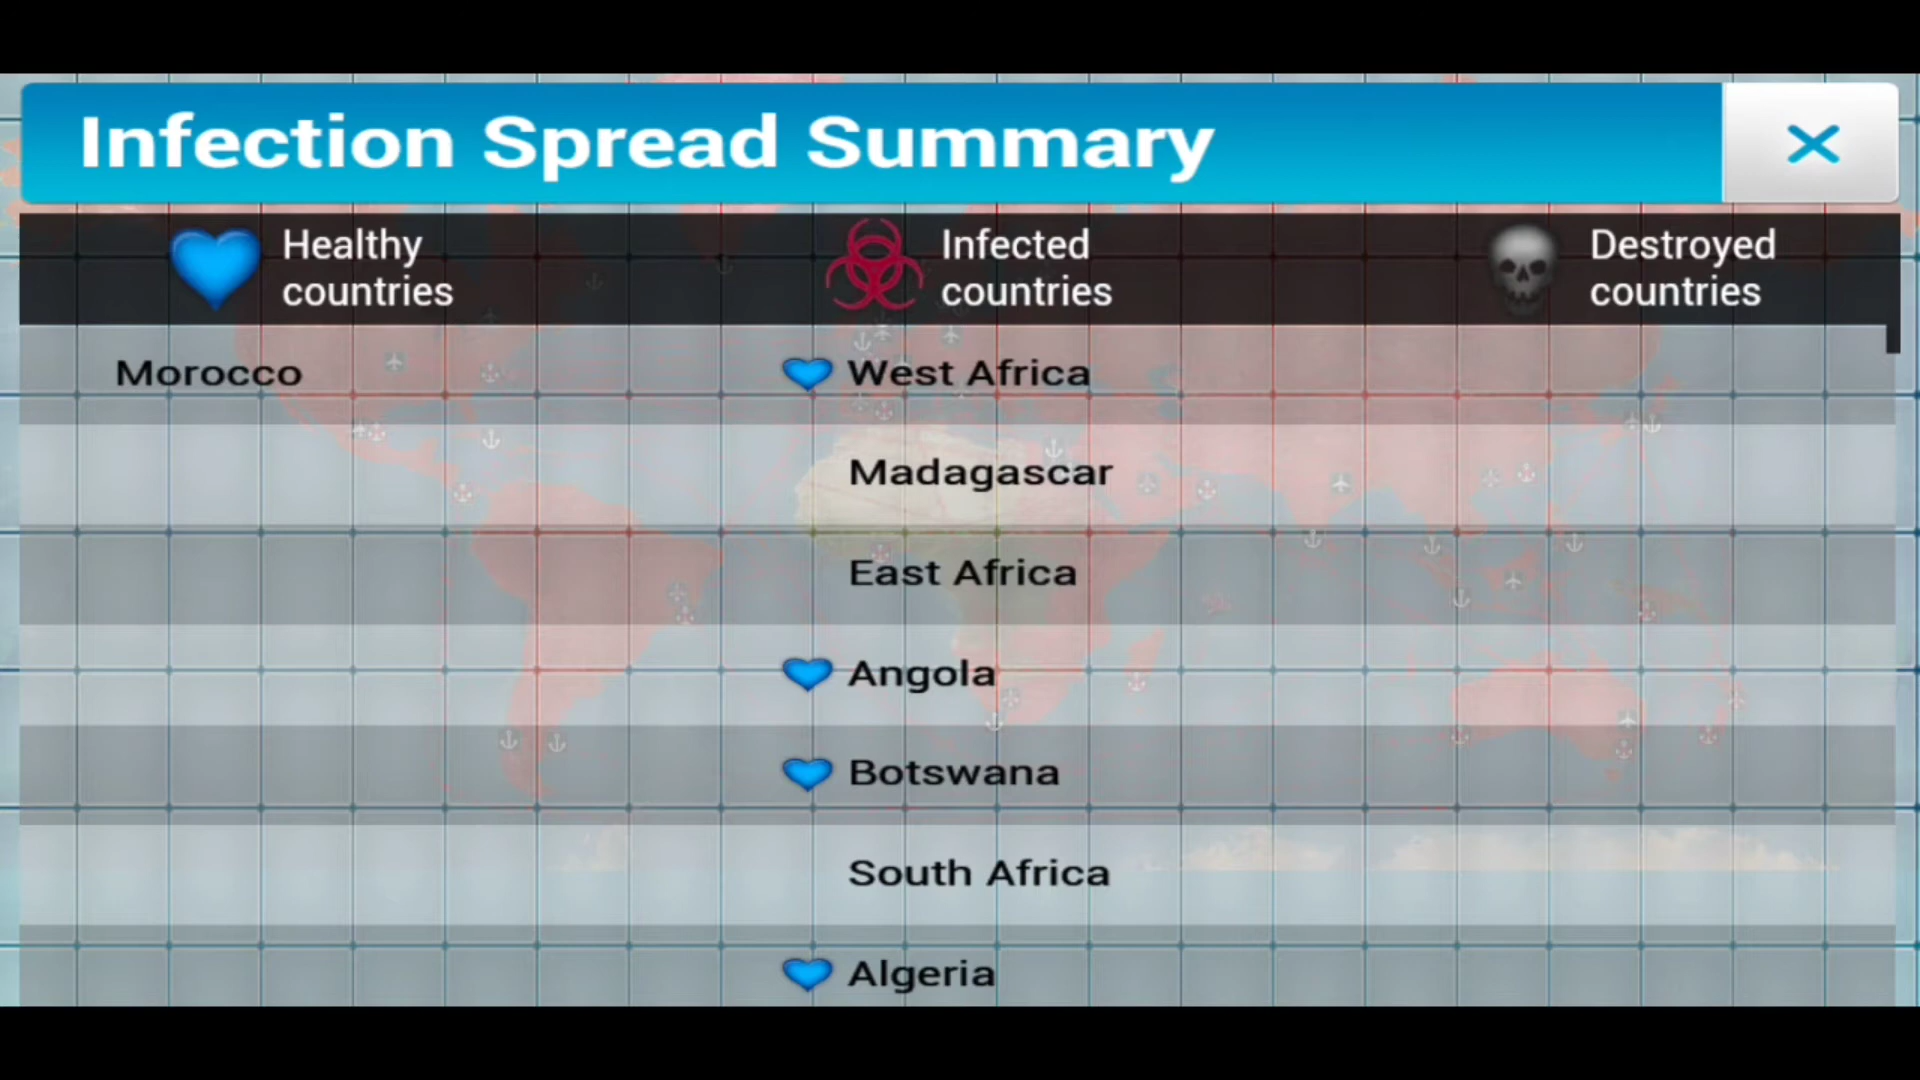 Infection Spread Summary
Healthy
countries
Infected
countries
Destroyed
countries
Morocco
West Africa
Madagascar
East Africa
Angola
Botswana
South Africa
Algeria